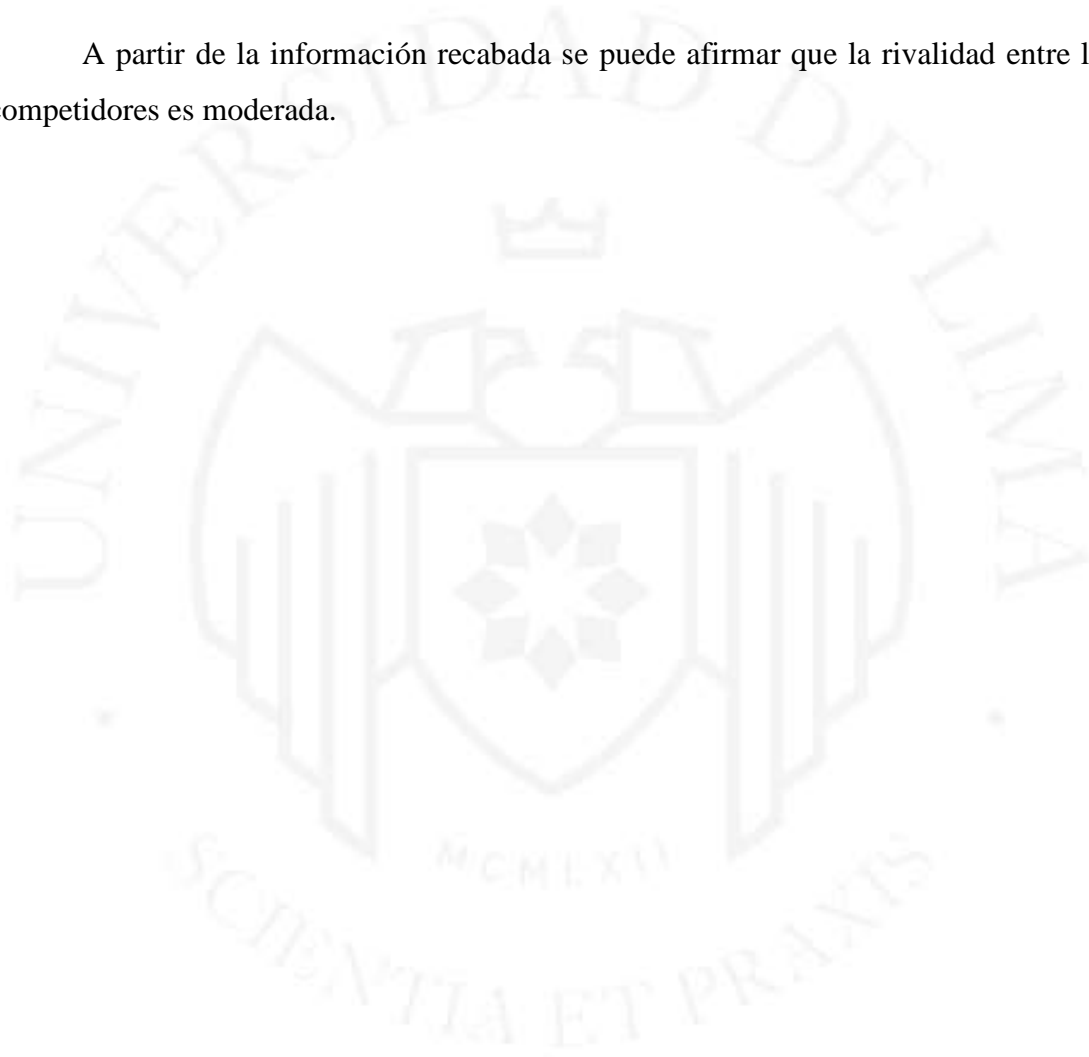 A partir de la información recabada se puede afirmar que la rivalidad entre l
competidores es moderada.
UNIVERSIDAD DE LIMA
MCMLXII
SCIENTIA ET PRAXIS